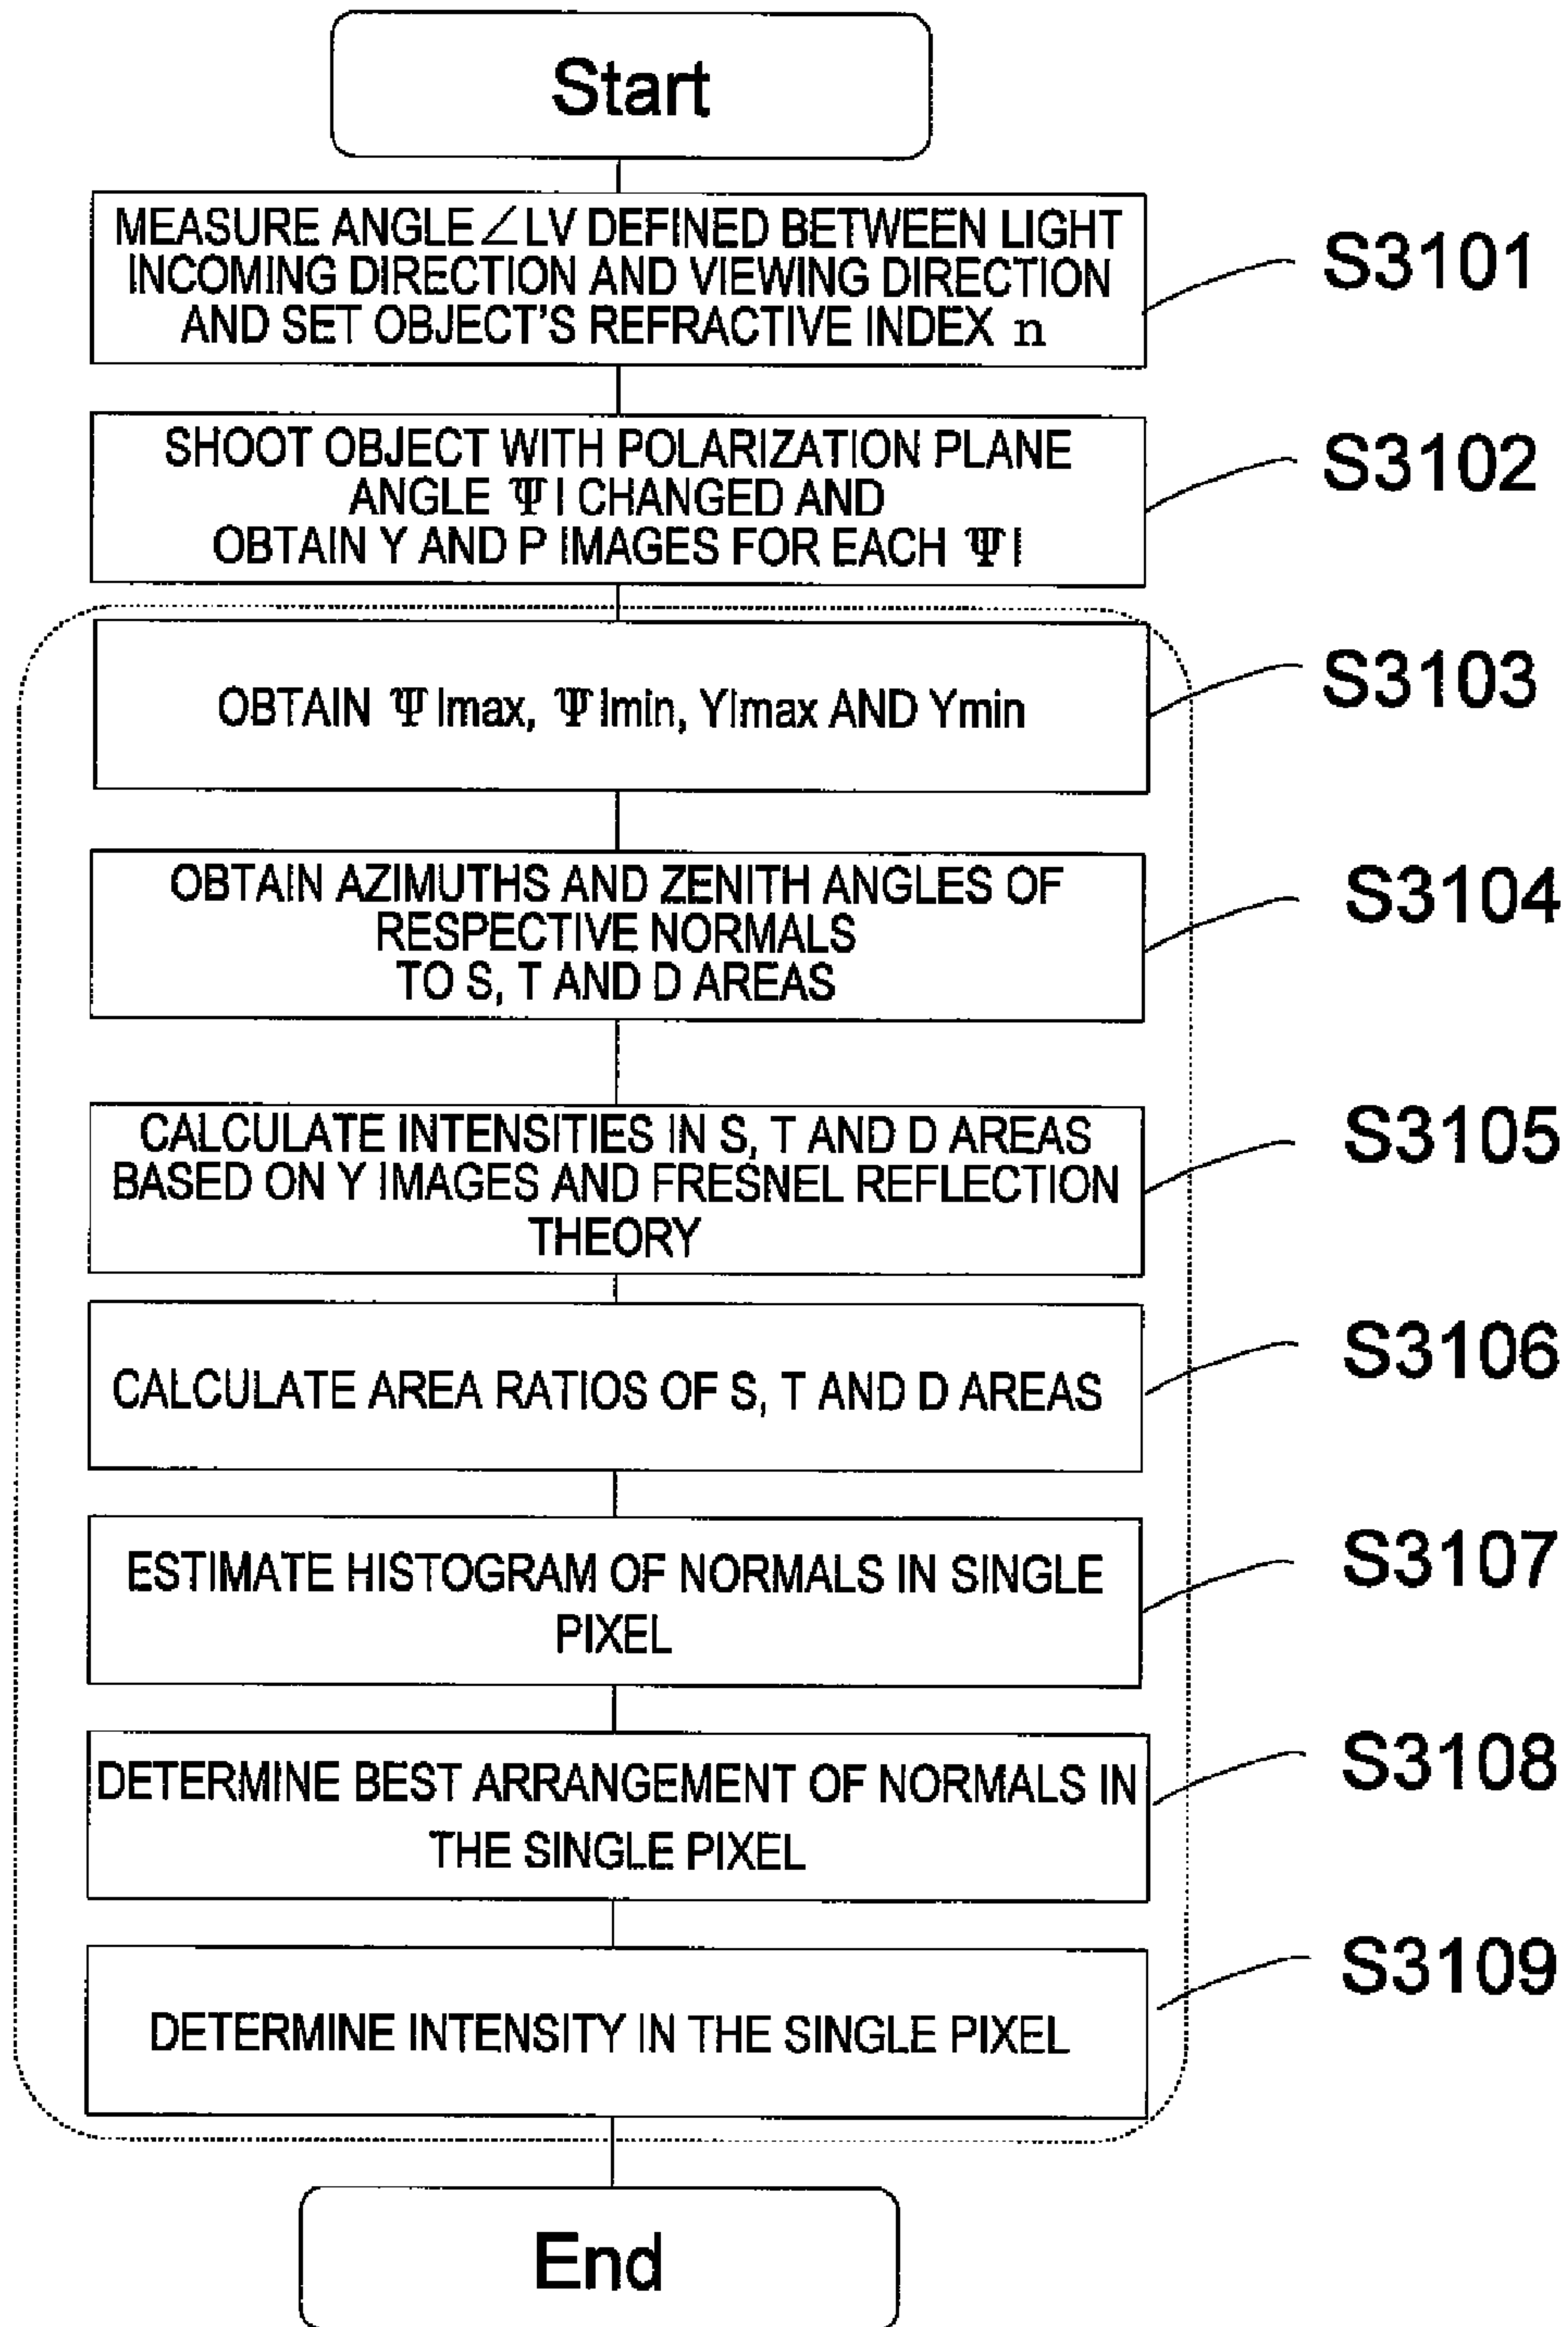 Start
MEASURE ANGLE∠LV DEFINED BETWEEN LIGHT
INCOMING DIRECTION AND VIEWING DIRECTION
AND SET OBJECT'S REFRACTIVE INDEX n
S3101
SHOOT OBJECT WITH POLARIZATION PLANE
ANGLE ΨI CHANGED AND
OBTAIN Y AND P IMAGES FOR EACH ΨI
S3102
OBTAIN ΨImax, ΨImin, YImax AND Ymin
S3103
OBTAIN AZIMUTHS AND ZENITH ANGLES OF
RESPECTIVE NORMALS
TO S, T AND D AREAS
S3104
CALCULATE INTENSITIES IN S, T AND D AREAS
BASED ON Y IMAGES AND FRESNEL REFLECTION
THEORY
S3105
CALCULATE AREA RATIOS OF S, T AND D AREAS
S3106
ESTIMATE HISTOGRAM OF NORMALS IN SINGLE
PIXEL
S3107
DETERMINE BEST ARRANGEMENT OF NORMALS IN
THE SINGLE PIXEL
S3108
DETERMINE INTENSITY IN THE SINGLE PIXEL
S3109
End